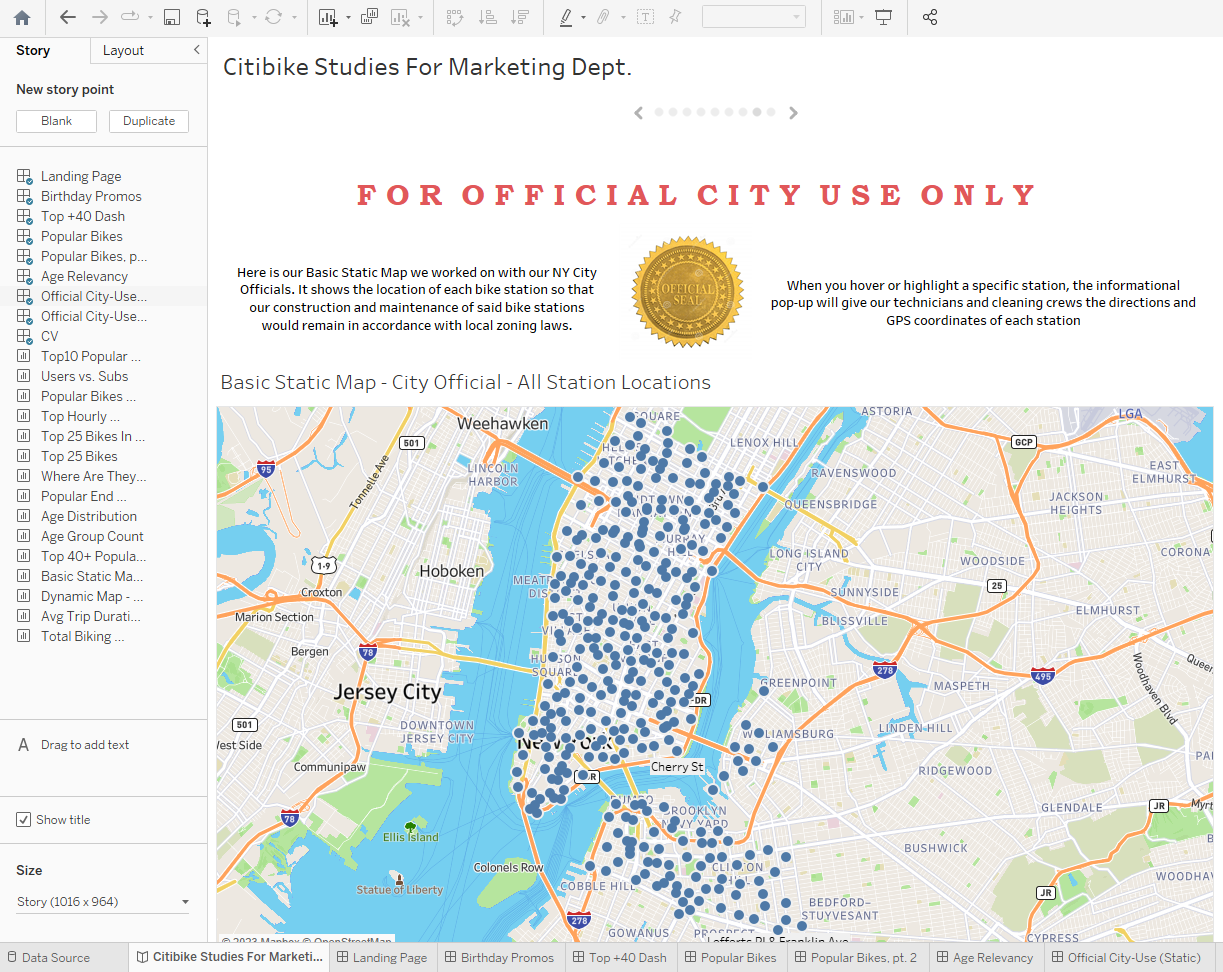 Story
Layout
New story point
Blank
Duplicate
Landing Page
Birthday Promos
Top +40 Dash
Popular Bikes
Popular Bikes, p...
Age Relevancy
Official City-Use...
Official City-Use...
CV
Top10 Popular ...
Users vs. Subs
Popular Bikes ...
Top Hourly ...
Top 25 Bikes In ...
Top 25 Bikes
Where Are They...
Popular End ...
Age Distribution
Age Group Count
Top 40+ Popula...
Basic Static Ma...
Dynamic Map - ...
Avg Trip Durati...
Total Biking ...
A Drag to add text
Show title
Size
Story (1016 x 964)
Citibike Studies For Marketing Dept.
FOR OFFICIAL CITY USE ONLY
Here is our Basic Static Map we worked on with our NY City
Officials. It shows the location of each bike station so that
our construction and maintenance of said bike stations
would remain in accordance with local zoning laws.
OFFICIAL
SEAL
When you hover or highlight a specific station, the informational
pop-up will give our technicians and cleaning crews the directions and
GPS coordinates of each station
Basic Static Map - City Official - All Station Locations
Weehawken
ASTORIA
LGA
501
LENOX HILL
GCP
95
LINCOLN
HARBOR
Tonnelle Ave
RAVENSWOOD
EAST
ELMHURST
QUEENSBRIDGE
JACKSON
HEIGHTS
LONG ISLAND
CITY
CORONA
WOODSIDE
1-9
Hoboken
25
Croxton
SUNNYSIDE
Marion Section
BLISSVILLE
ELMHURST
Bergen
78
HUDSON
SQUARE
278
495
Woodhaven Blvd
GREENPOINT
MASPETH
Jersey City
DR
501
DOWNTOWN
JERSEY CITY
LINDEN HILL
West Side
New York
Communipaw
Cherry St
RIDGEWOOD
78
GLENDALE
JR
Ellis Island
BROOKLYN
NAVY YARD
BUSHWICK
Colonels Row
Statue of Liberty
COBBLE HILL
JR
278
BEDFORD–
STUYVESANT
GOWANUS
CYPRESS
© 2023 Mapbox © OpenStreetMap
Lefferts Pl & Franklin Ave
Data Source
Citibike Studies For Marketi...
Landing Page
Birthday Promos
Top +40 Dash
Popular Bikes
Popular Bikes, pt. 2
Age Relevancy
Official City-Use (Static)